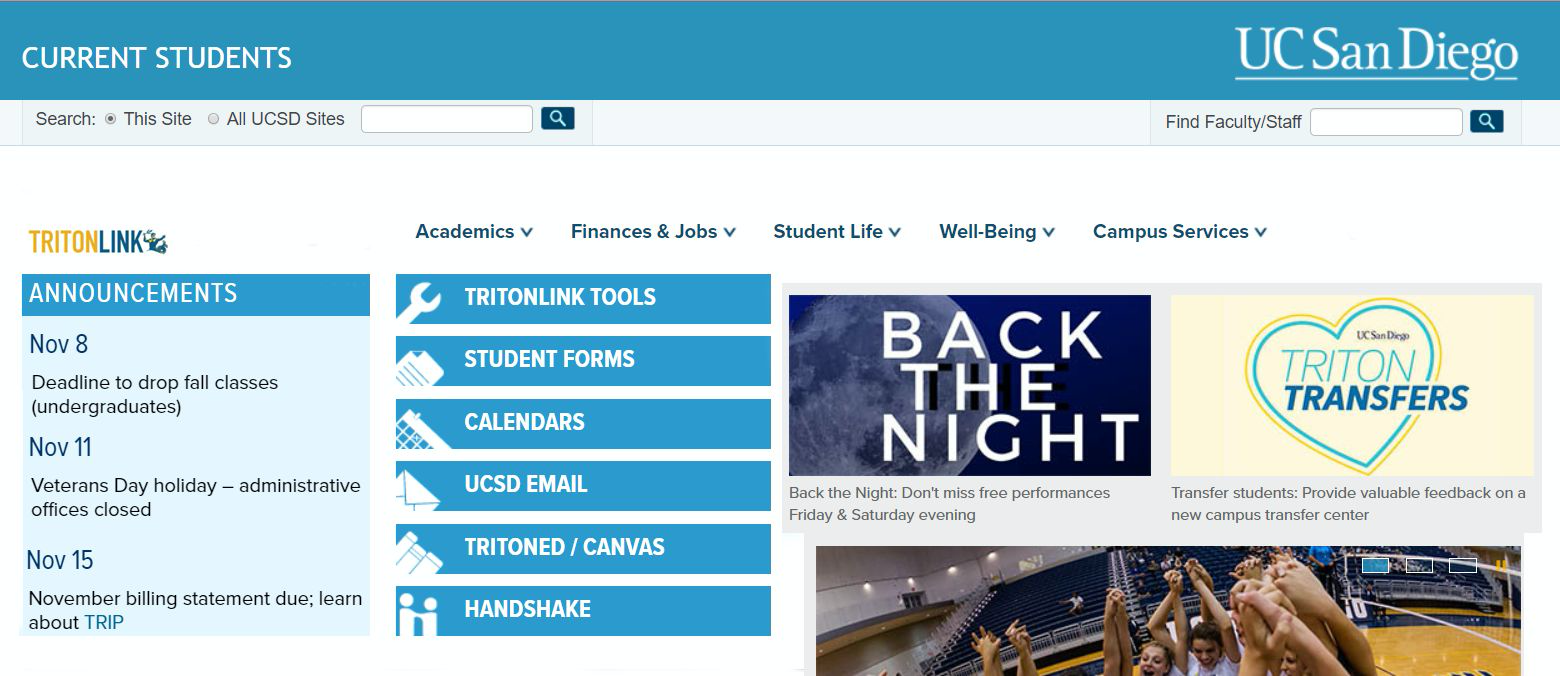 CURRENT STUDENTS
UC San Diego
Search: This Site All UCSD Sites
Find Faculty/Staff
TRITONLINK
Academics
Finances & Jobs
Student Life
Well-Being
Campus Services
ANNOUNCEMENTS
Nov 8
Deadline to drop fall classes
(undergraduates)
Nov 11
Veterans Day holiday – administrative
offices closed
Nov 15
November billing statement due; learn
about TRIP
TRITONLINK TOOLS
STUDENT FORMS
CALENDARS
UCSD EMAIL
TRITONED / CANVAS
HANDSHAKE
BACK
THE
NIGHT
Back the Night: Don't miss free performances
Friday & Saturday evening
UC San Diego
TRITON
TRANSFERS
Transfer students: Provide valuable feedback on a
new campus transfer center